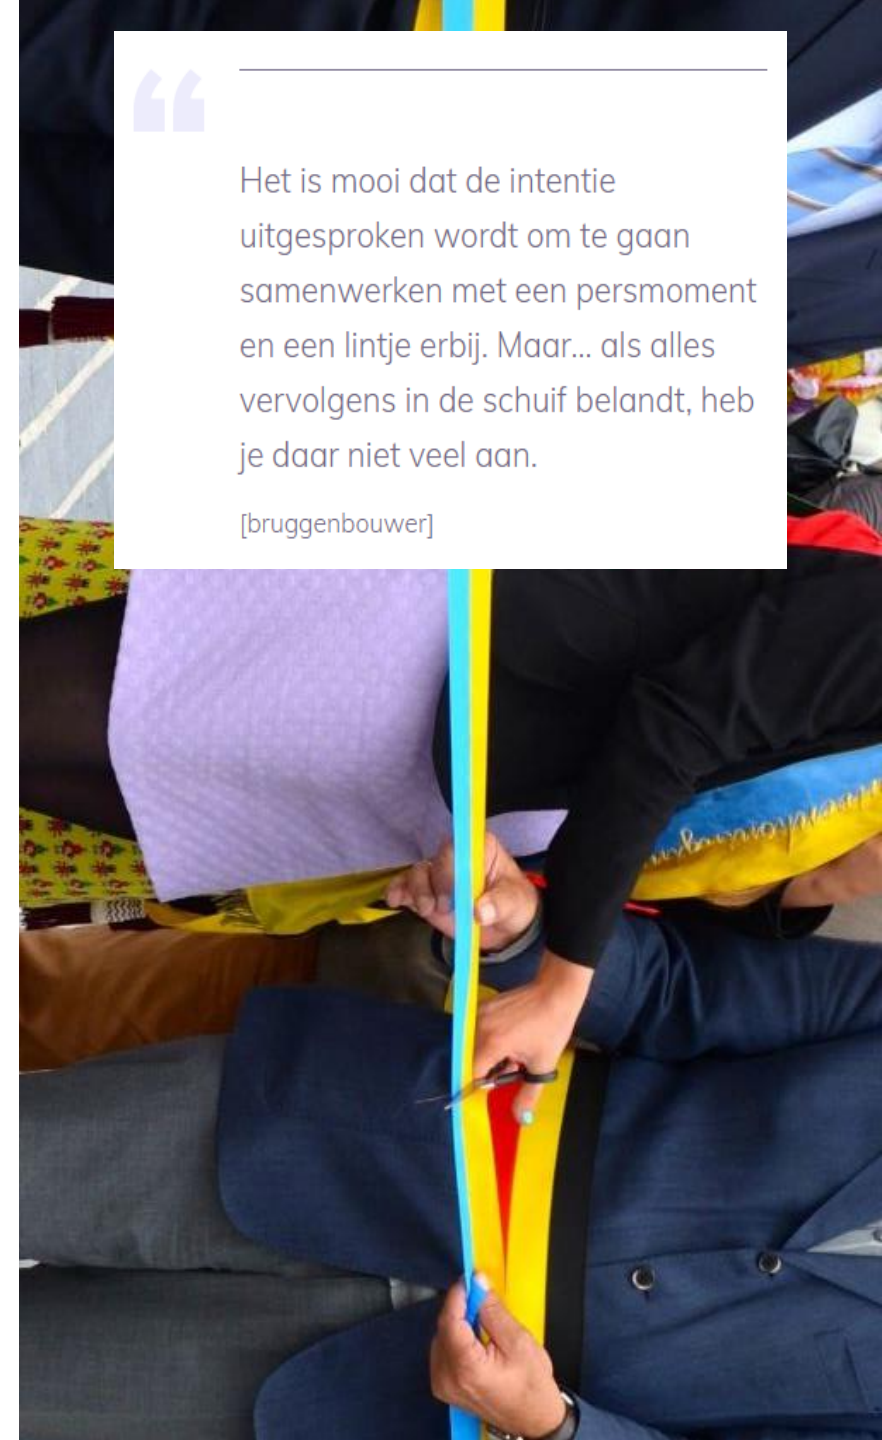 “
Het is mooi dat de intentie
uitgesproken wordt om te gaan
samenwerken met een persmoment
en een lintje erbij. Maar... als alles
vervolgens in de schuif belandt, heb
je daar niet veel aan.
[bruggenbouwer]